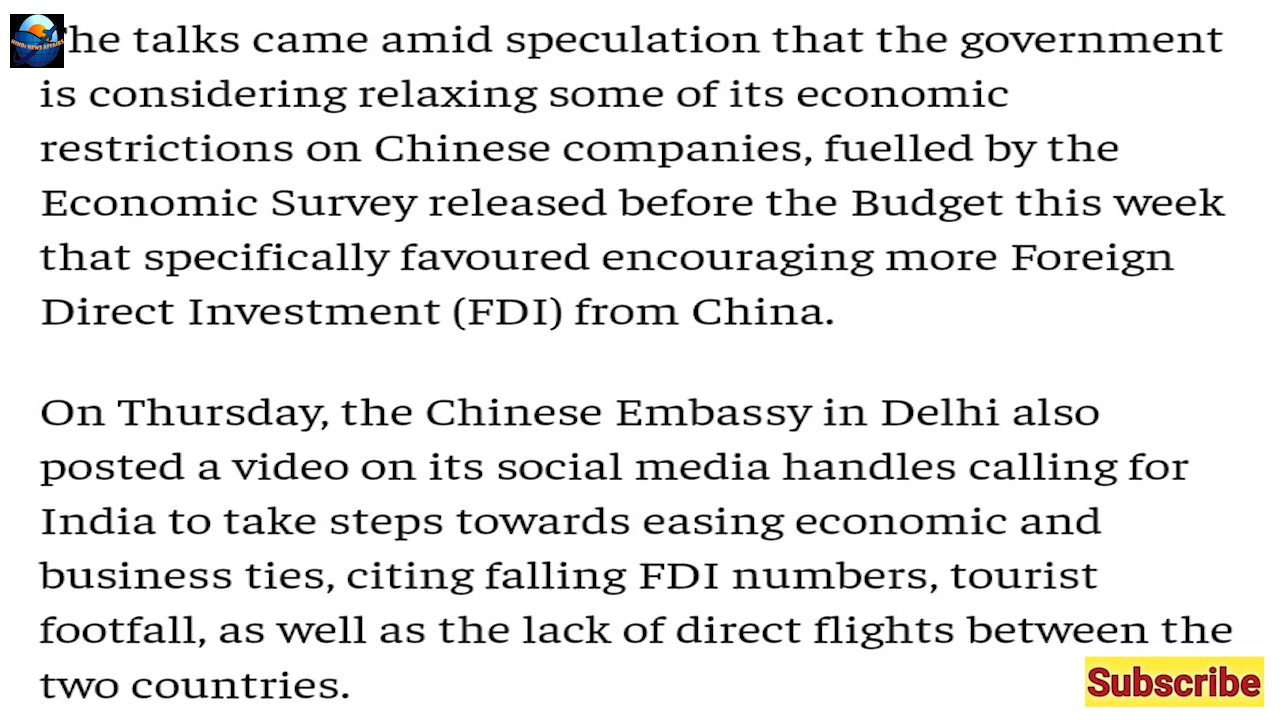 HINDI NEWS AFFAIRS
The talks came amid speculation that the government
is considering relaxing some of its economic
restrictions on Chinese companies, fuelled by the
Economic Survey released before the Budget this week
that specifically favoured encouraging more Foreign
Direct Investment (FDI) from China.
On Thursday, the Chinese Embassy in Delhi also
posted a video on its social media handles calling for
India to take steps towards easing economic and
business ties, citing falling FDI numbers, tourist
footfall, as well as the lack of direct flights between the
two countries.
Subscribe